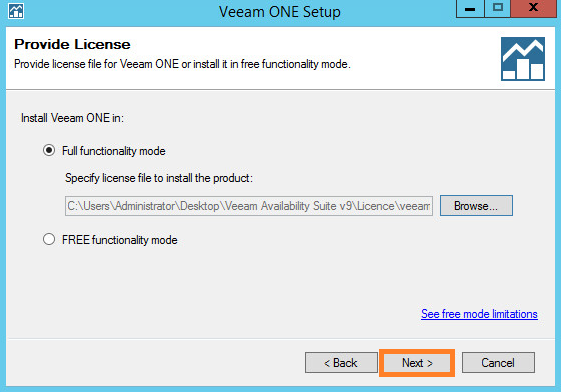 Veeam ONE Setup
Provide License
Provide license file for Veeam ONE or install it in free functionality mode.
Install Veeam ONE in:
Full functionality mode
Specify license file to install the product:
C:\Users\Administrator\Desktop\Veeam Availability Suite v9\Licence\veeam
Browse...
FREE functionality mode
See free mode limitations
< Back
Next >
Cancel